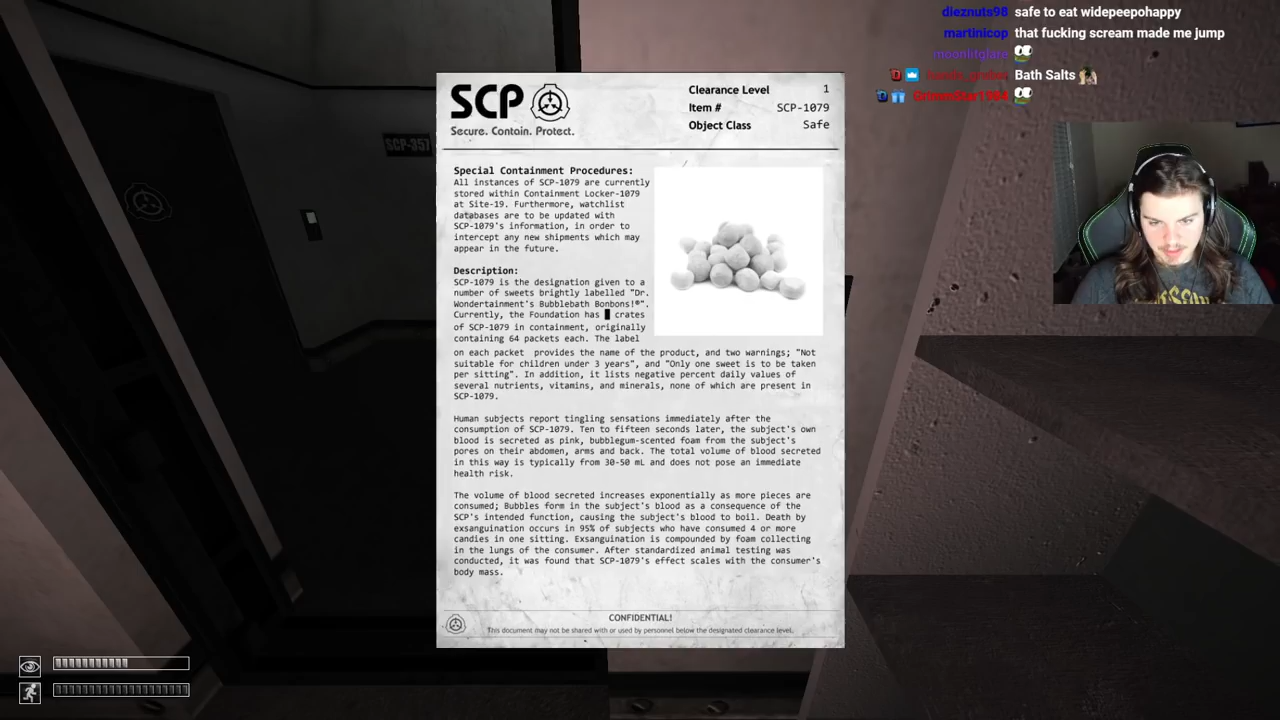 dieznuts98 safe to eat widepeepohappy
martinicop that fucking scream made me jump
moonlitglaze
Bath Salts
SCP
Secure. Contain. Protect.
Clearance Level 1
Item # SCP-1079
Object Class Safe
SCP-357
Special Containment Procedures:
All instances of SCP-1079 are currently
stored within Containment Locker-1079
at Site-19. Furthermore, watchlist
databases are to be updated with
SCP-1079's information, in order to
intercept any new shipments which may
appear in the future.
Description:
SCP-1079 is the designation given to a
number of sweets brightly labelled "Dr.
Wondertainment's Bubblebath Bonbons!®".
Currently, the Foundation has █ crates
of SCP-1079 in containment, originally
containing 64 packets each. The label
on each packet provides the name of the product, and two warnings; "Not
suitable for children under 3 years", and "Only one sweet is to be taken
per sitting". In addition, it lists negative percent daily values of
several nutrients, vitamins, and minerals, none of which are present in
SCP-1079.
Human subjects report tingling sensations immediately after the
consumption of SCP-1079. Ten to fifteen seconds later, the subject's own
blood is secreted as pink, bubblegum-scented foam from the subject's
pores on their abdomen, arms and back. The total volume of blood secreted
in this way is typically from 30-50 mL and does not pose an immediate
health risk.
The volume of blood secreted increases exponentially as more pieces are
consumed; Bubbles form in the subject's blood as a consequence of the
SCP's intended function, causing the subject's blood to boil. Death by
exsanguination occurs in 95% of subjects who have consumed 4 or more
candies in one sitting. Exsanguination is compounded by foam collecting
in the lungs of the consumer. After standardized animal testing was
conducted, it was found that SCP-1079's effect scales with the consumer's
body mass.
CONFIDENTIAL!
This document may not be shared with or used by personnel below the designated clearance level.